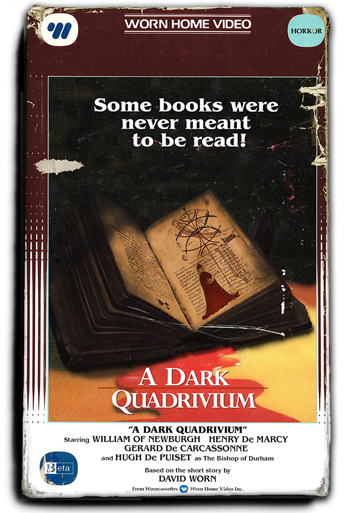 WORN HOME VIDEO
HORROR
Some books were
never meant
to be read!
A DARK
QUADRIVIUM
"A DARK QUADRIVIUM"
Starring WILLIAM OF NEWBURGH HENRY DE MARCY
GERARD DE CARCASSONNE
and HUGH DE PUISET as The Bishop of Durham
Based on the short story by
DAVID WORN
From Worncassettes Worn Home Video Inc.
Beta